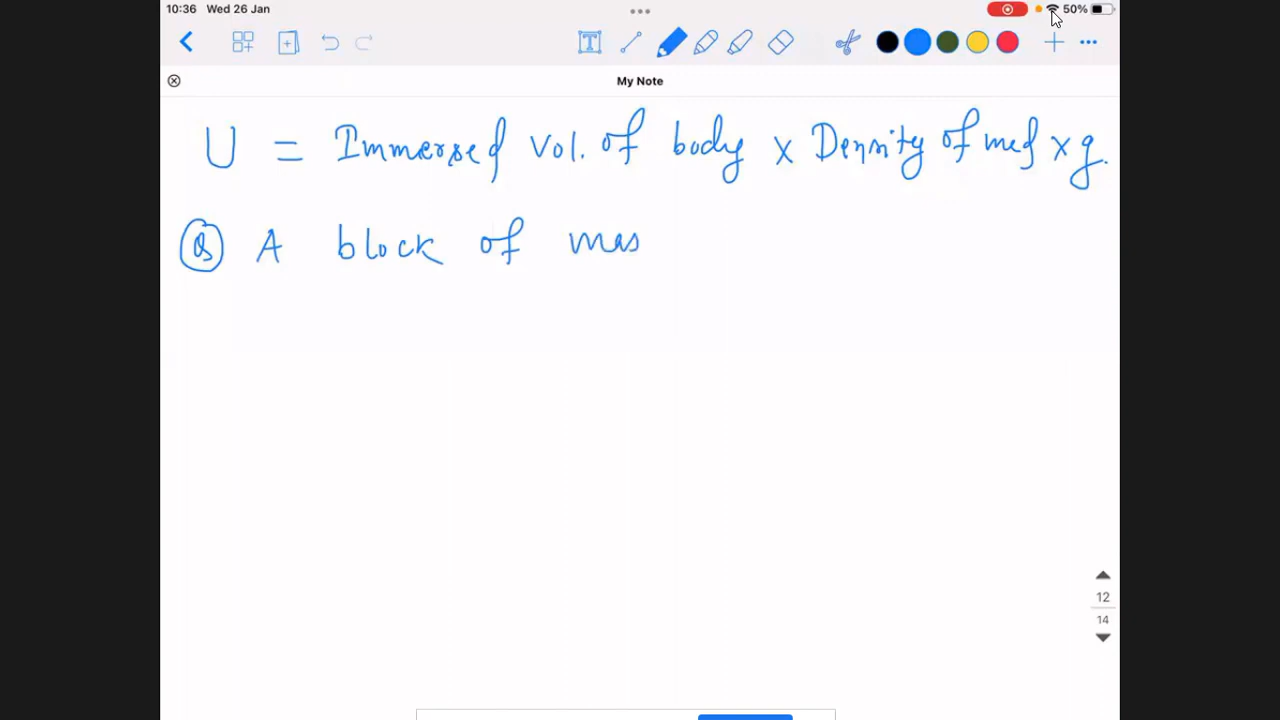 10:36 Wed 26 Jan
50%
My Note
U = Immersed Vol. of body x Density of med x g.
Q A block of mas
12
14